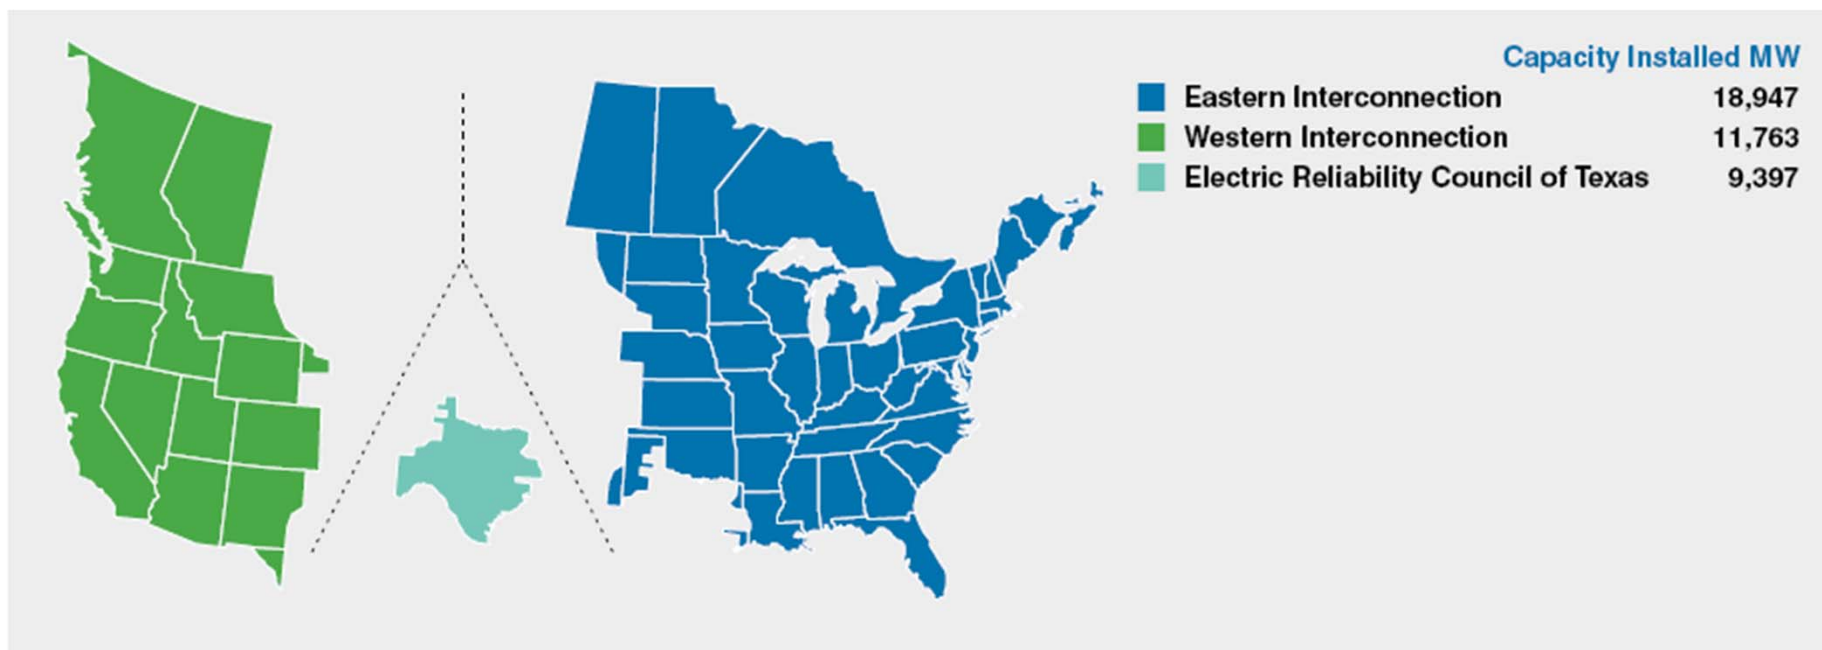 Capacity Installed MW
Eastern Interconnection 18,947
Western Interconnection 11,763
Electric Reliability Council of Texas 9,397